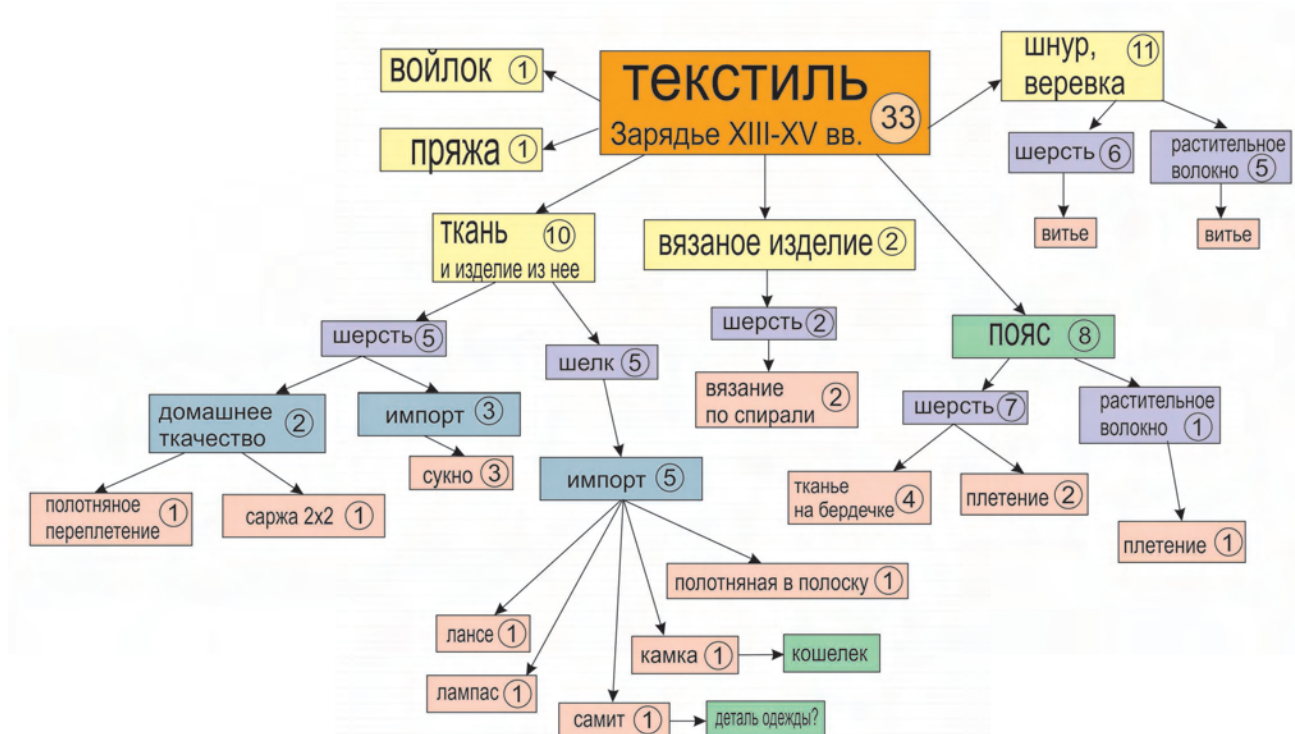 текстиль
Зарядье XIII-XV вв. 33
войлок 1
пряжа 1
шнур, 11
веревка
шерсть 6
растительное
волокно 5
витье
витье
ткань 10
и изделие из нее
вязаное изделие 2
шерсть 5
шелк 5
шерсть 2
пояс 8
домашнее
ткачество 2
импорт 3
вязание
по спирали 2
шерсть 7
растительное
волокно 1
сукно 3
импорт 5
полотняное
переплетение 1
саржа 2х2 1
тканье
на бердечке 4
плетение 2
плетение 1
полотняная в полоску 1
лансе 1
камка 1
кошелек
лампас 1
самит 1
деталь одежды?